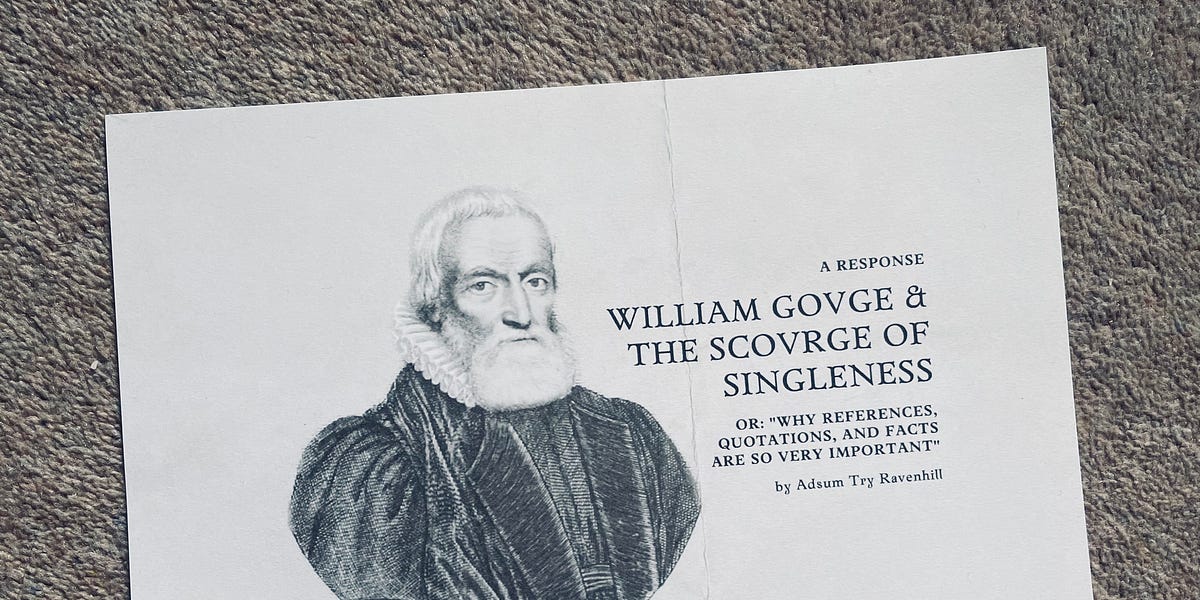 A RESPONSE
WILLIAM GOVGE &
THE SCOVRGE OF
SINGLENESS
OR: "WHY REFERENCES,
QUOTATIONS, AND FACTS
ARE SO VERY IMPORTANT"
by Adsum Try Ravenhill